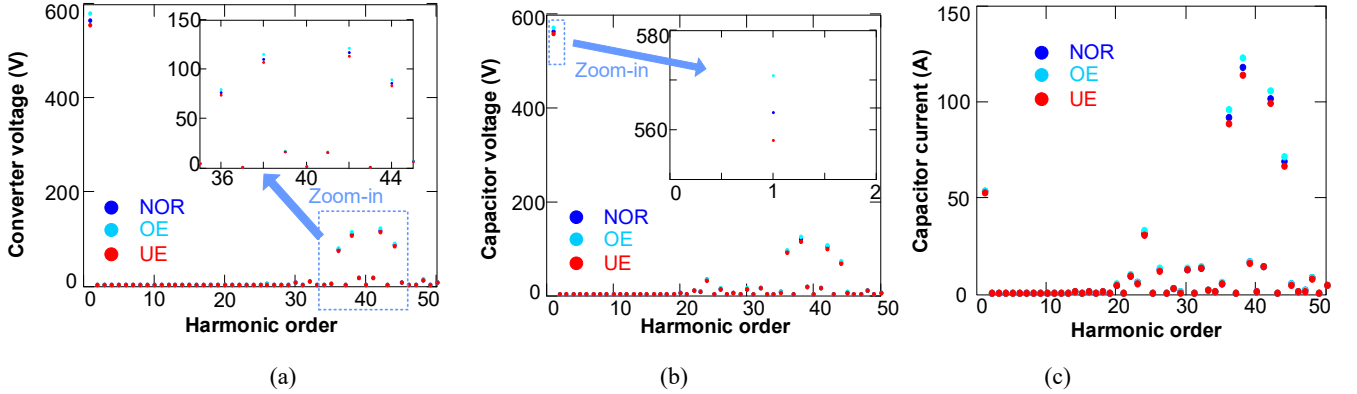 600
400
200
0
Converter voltage (V)
150
100
50
0
36
40
44
Zoom-in
NOR
OE
UE
0
10
20
30
40
50
Harmonic order
(a)
600
400
200
0
Capacitor voltage (V)
Zoom-in
580
560
0
1
2
NOR
OE
UE
0
10
20
30
40
50
Harmonic order
(b)
150
100
50
0
Capacitor current (A)
NOR
OE
UE
0
10
20
30
40
50
Harmonic order
(c)